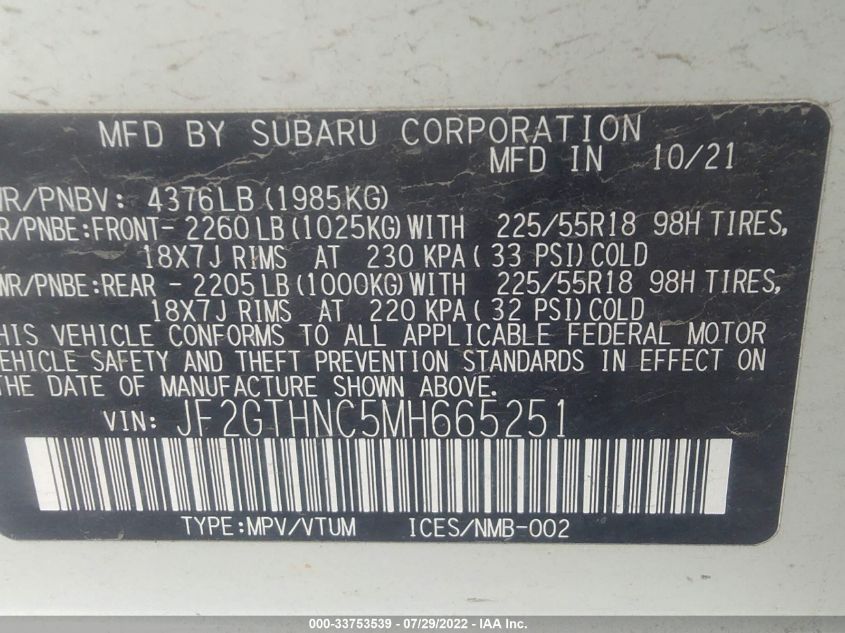 MFD BY SUBARU CORPORATION
MFD IN 10/21
WR/PNBV: 4376LB(1985KG)
R/PNBE:FRONT- 2260LB(1025KG)WITH 225/55R18 98H TIRES,
18X7J RIMS AT 230 KPA( 33 PSI)COLD
WR/PNBE:REAR - 2205LB(1000KG)WITH 225/55R18 98H TIRES,
18X7J RIMS AT 220 KPA( 32 PSI)COLD
HIS VEHICLE CONFORMS TO ALL APPLICABLE FEDERAL MOTOR
EHICLE SAFETY AND THEFT PREVENTION STANDARDS IN EFFECT ON
THE DATE OF MANUFACTURE SHOWN ABOVE.
VIN: JF2GTHNC5MH665251
TYPE:MPV/VTUM ICES/NMB-002
000-33753539 - 07/29/2022 - IAA Inc.